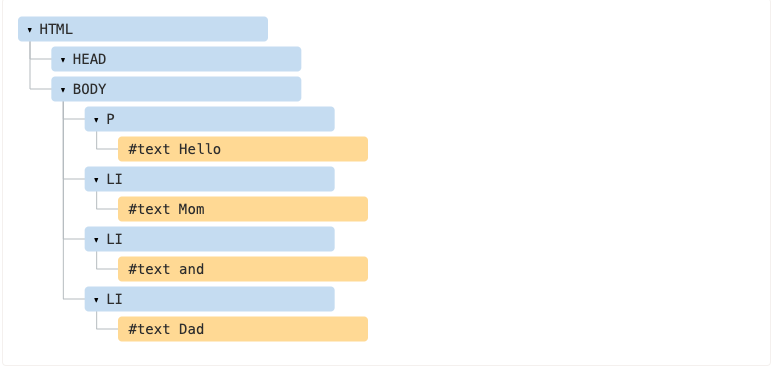 ▾ HTML
▾ HEAD
▾ BODY
▾ P
#text Hello
▾ LI
#text Mom
▾ LI
#text and
▾ LI
#text Dad